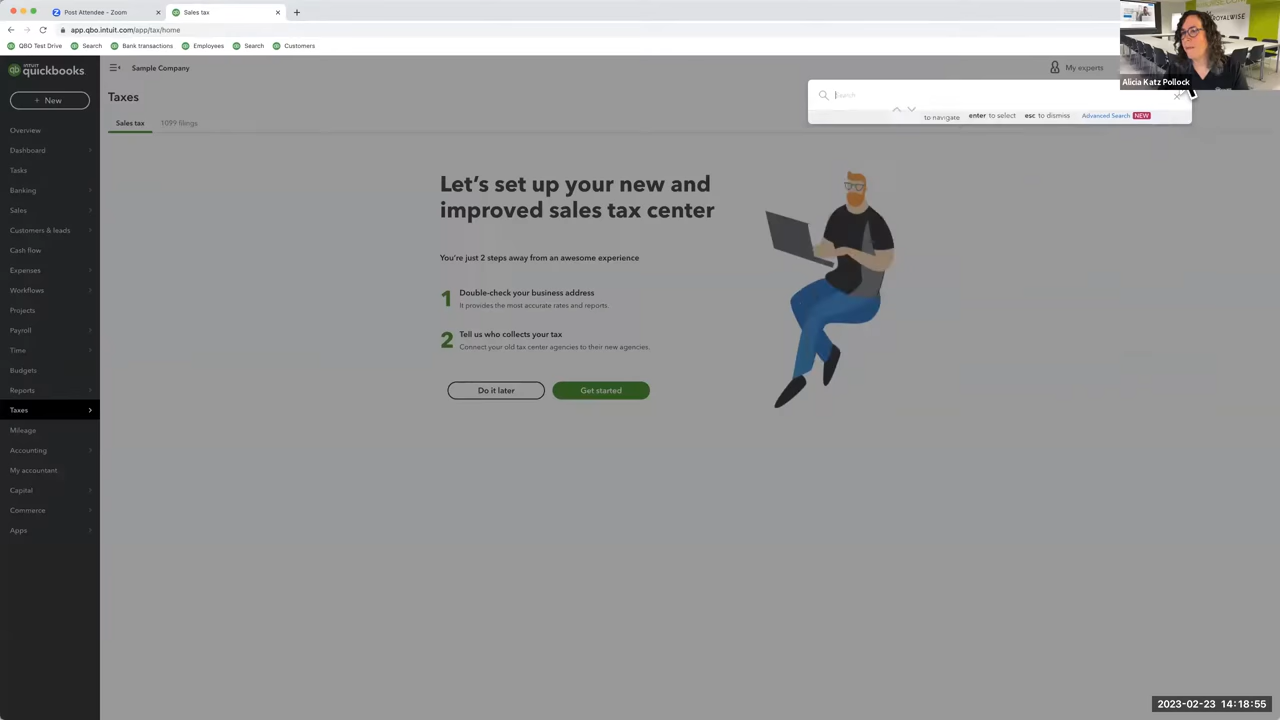 Post Attendee – Zoom
Sales tax
app.qbo.intuit.com/app/tax/home
QBO Test Drive
Search
Bank transactions
Employees
Search
Customers
ROYALWISE
Alicia Katz Pollock
INTUIT
quickbooks
Sample Company
My experts
+ New
Taxes
Sales tax
1099 filings
Search
to navigate
enter to select
esc to dismiss
Advanced Search NEW
Overview
Dashboard
Tasks
Banking
Sales
Customers & leads
Cash flow
Expenses
Workflows
Projects
Payroll
Time
Budgets
Reports
Taxes
Mileage
Accounting
My accountant
Capital
Commerce
Apps
Let's set up your new and
improved sales tax center
You're just 2 steps away from an awesome experience
1 Double-check your business address
It provides the most accurate rates and reports.
2 Tell us who collects your tax
Connect your old tax center agencies to their new agencies.
Do it later
Get started
2023-02-23 14:18:55